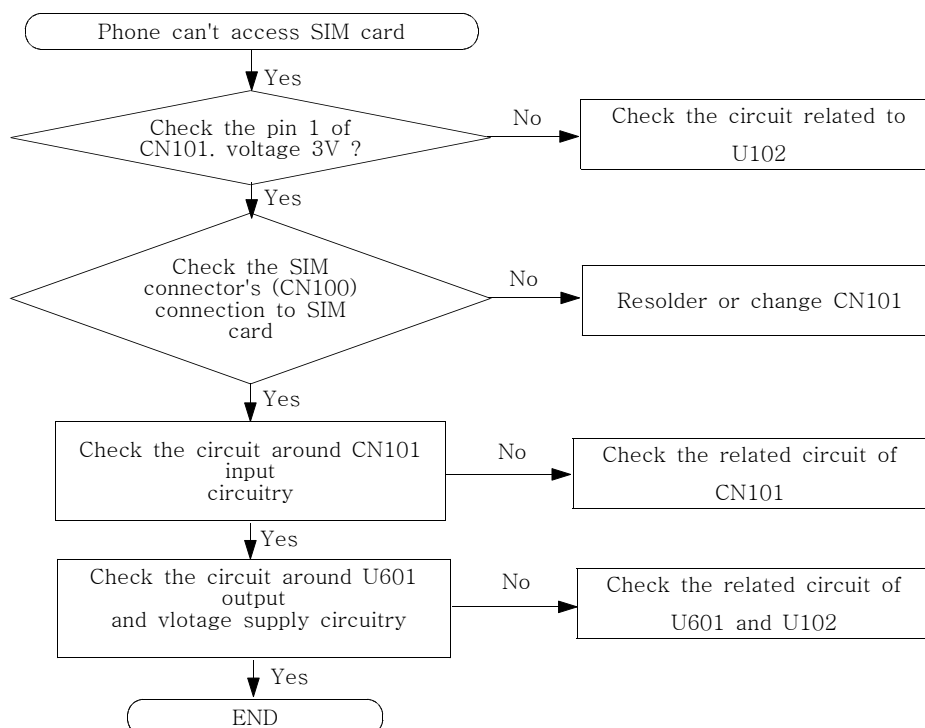 Phone can't access SIM card
Yes
Check the pin 1 of
CN101. voltage 3V ?
No
Check the circuit related to
U102
Yes
Check the SIM
connector's (CN100)
connection to SIM
card
No
Resolder or change CN101
Yes
Check the circuit around CN101
input
circuitry
No
Check the related circuit of
CN101
Yes
Check the circuit around U601
output
and vlotage supply circuitry
No
Check the related circuit of
U601 and U102
Yes
END